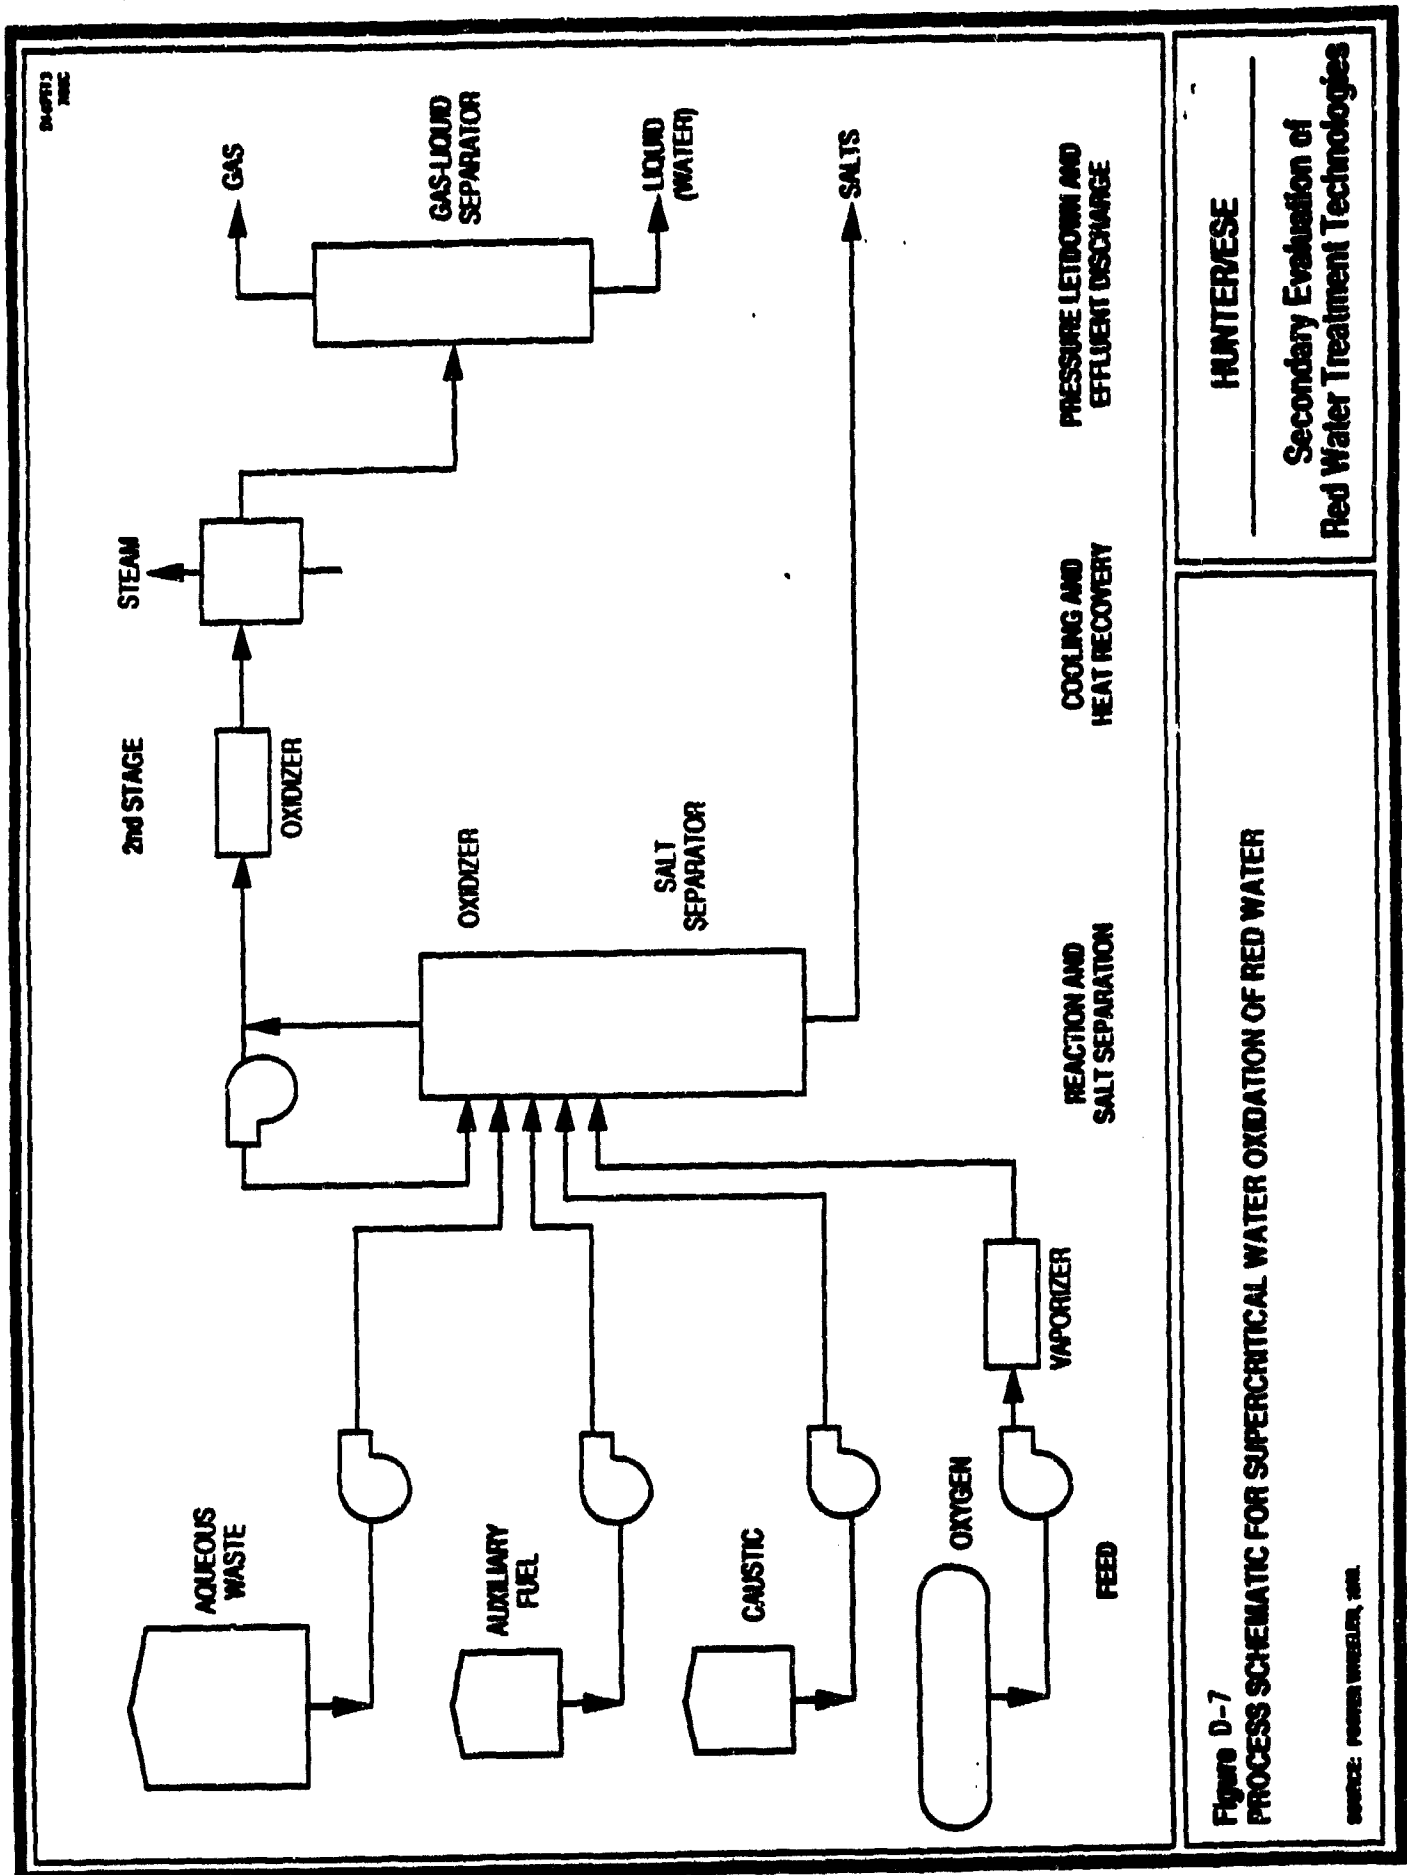 AQUEOUS
WASTE
AUXILIARY
FUEL
CAUSTIC
OXYGEN
VAPORIZER
FEED
2nd STAGE
OXIDIZER
OXIDIZER
SALT
SEPARATOR
REACTION AND
SALT SEPARATION
STEAM
COOLING AND
HEAT RECOVERY
GAS
GAS-LIQUID
SEPARATOR
LIQUID
(WATER)
SALTS
PRESSURE LETDOWN AND
EFFLUENT DISCHARGE
Figure D-7
PROCESS SCHEMATIC FOR SUPERCRITICAL WATER OXIDATION OF RED WATER
SOURCE: WHEELER,
HUNTER/ESE
Secondary Evaluation of
Red Water Treatment Technologies